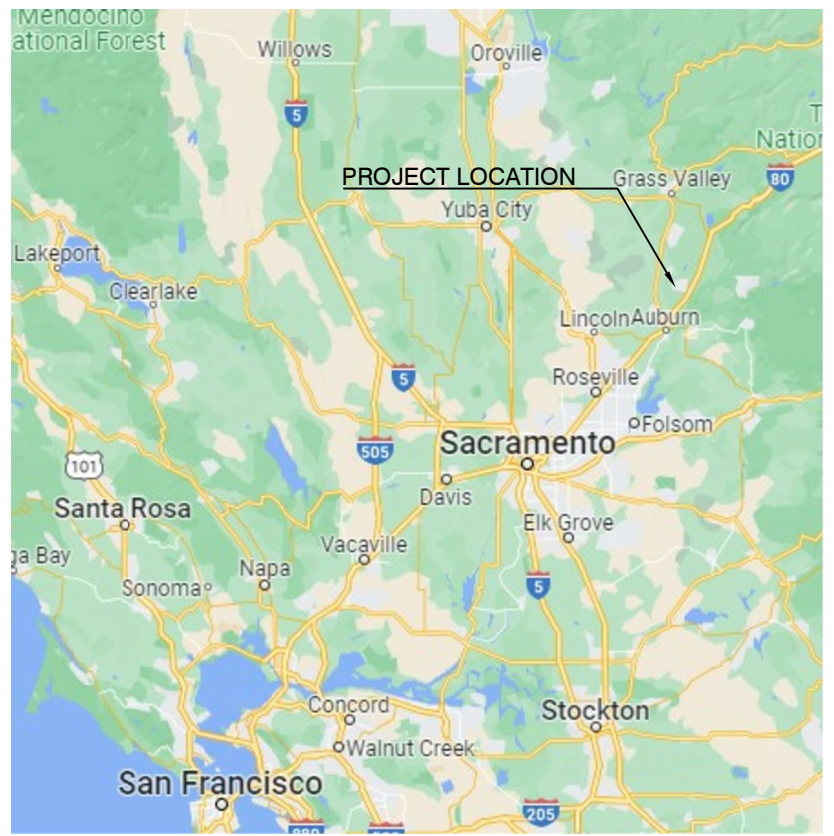 Mendocino
ational Forest
Willows
Oroville
5
T
Nation
PROJECT LOCATION
Grass Valley
80
Yuba City
Lakeport
Clearlake
LincolnAuburn
5
Roseville
Folsom
Sacramento
505
101
Davis
Santa Rosa
Elk Grove
Vacaville
ga Bay
Napa
5
Sonoma
Concord
Stockton
Walnut Creek
San Francisco
205
880